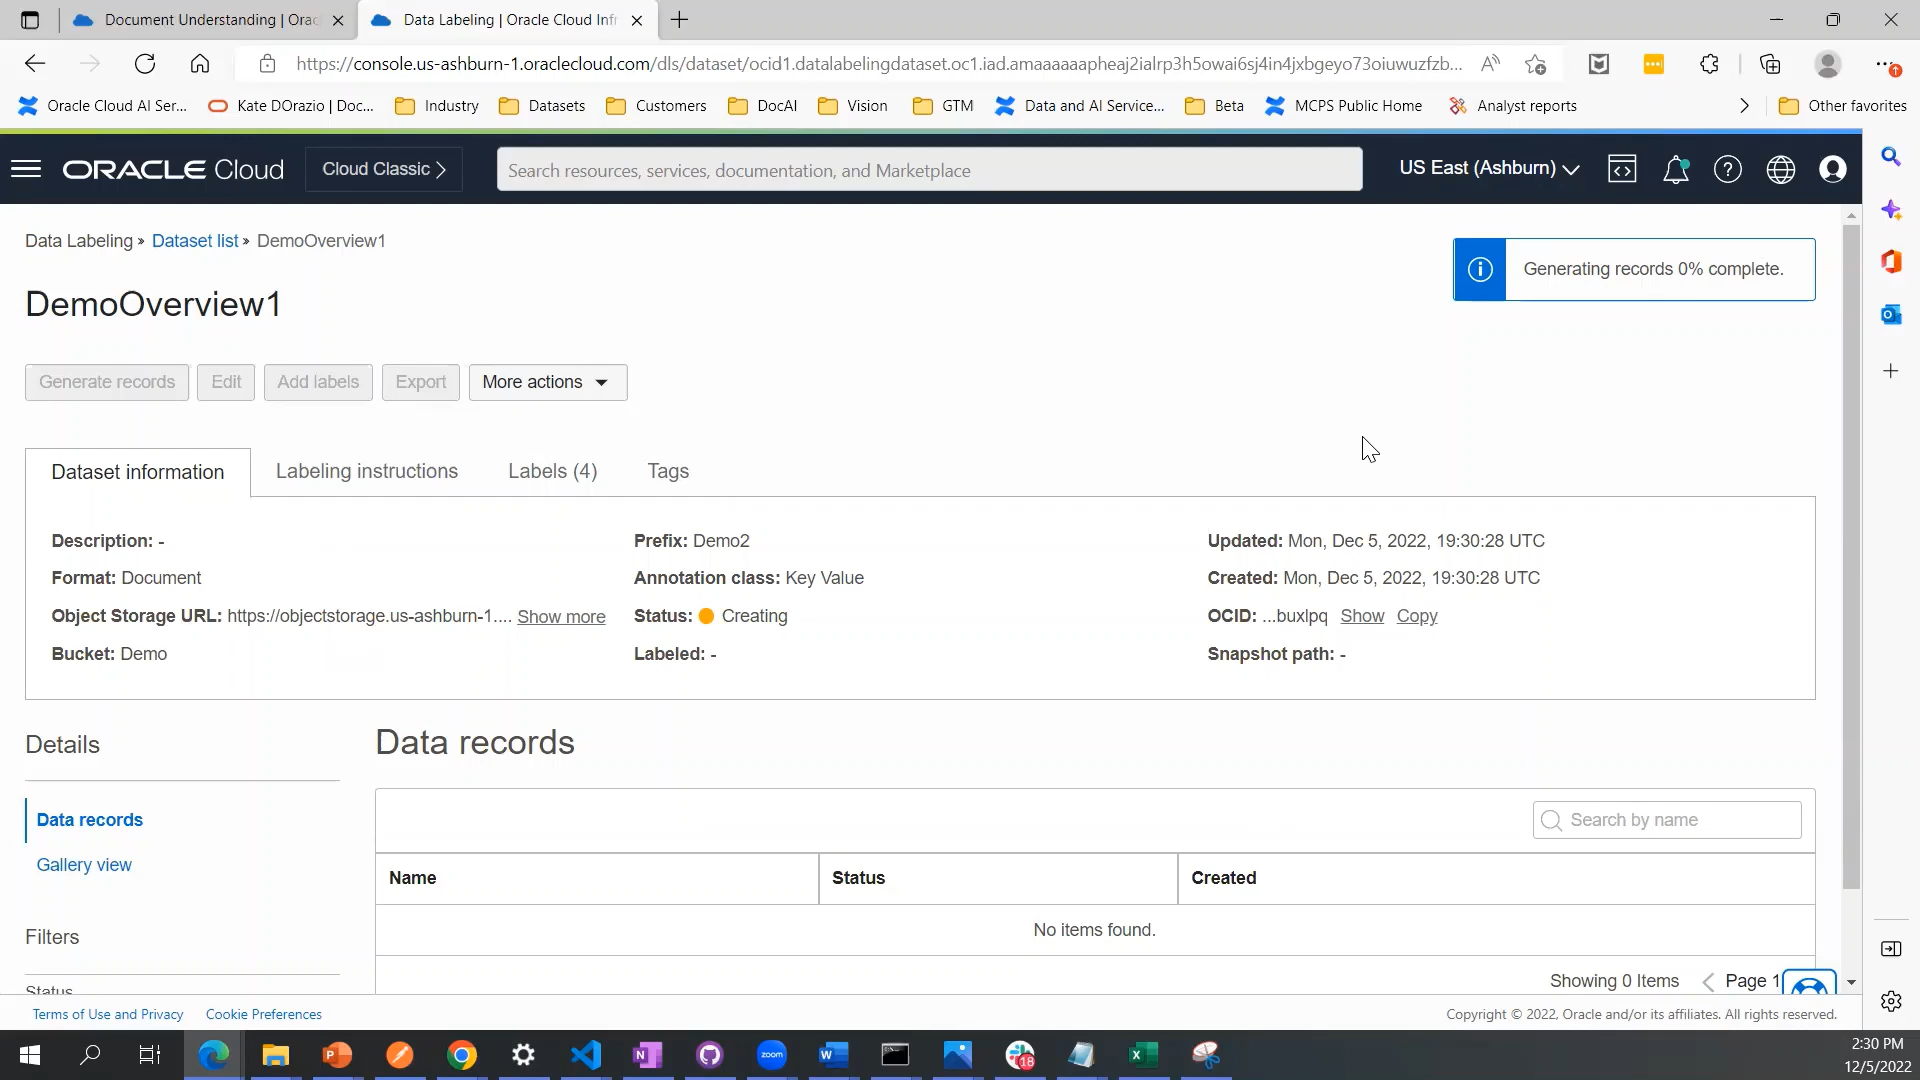 Document Understanding | Orac
Data Labeling | Oracle Cloud Infr
https://console.us-ashburn-1.oraclecloud.com/dls/dataset/ocid1.datalabelingdataset.oc1.iad.amaaaaaapheaj2ialrp3h5owai6sj4in4jxbgeyo73oiuwuzfzb...
Oracle Cloud AI Ser...
Kate DOrazio | Doc...
Industry
Datasets
Customers
DocAI
Vision
GTM
Data and AI Service...
Beta
MCPS Public Home
Analyst reports
Other favorites
ORACLE Cloud
Cloud Classic
Search resources, services, documentation, and Marketplace
US East (Ashburn)
Data Labeling » Dataset list » DemoOverview1
Generating records 0% complete.
DemoOverview1
Generate records
Edit
Add labels
Export
More actions
Dataset information
Labeling instructions
Labels (4)
Tags
Description: -
Format: Document
Object Storage URL: https://objectstorage.us-ashburn-1.... Show more
Bucket: Demo
Prefix: Demo2
Annotation class: Key Value
Status: Creating
Labeled: -
Updated: Mon, Dec 5, 2022, 19:30:28 UTC
Created: Mon, Dec 5, 2022, 19:30:28 UTC
OCID: ...buxlpq Show Copy
Snapshot path: -
Details
Data records
Gallery view
Filters
Status
Data records
Search by name
Name
Status
Created
No items found.
Showing 0 Items
Page 1
Terms of Use and Privacy
Cookie Preferences
Copyright © 2022, Oracle and/or its affiliates. All rights reserved.
zoom
18
2:30 PM
12/5/2022